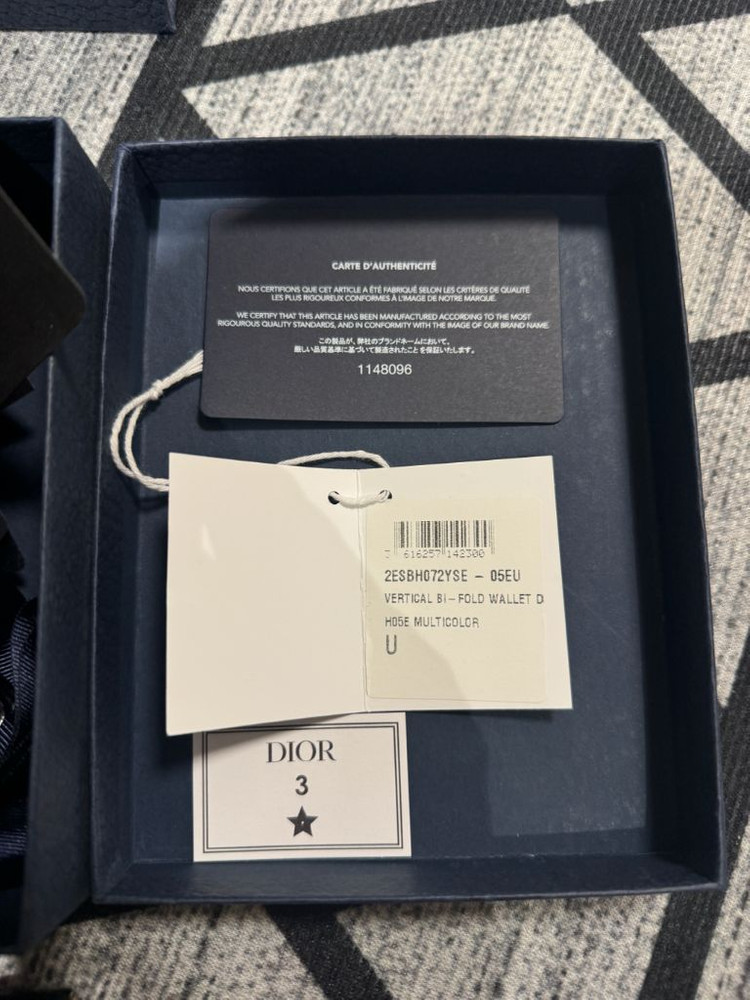 CARTE D'AUTHENTICITÉ
NOUS CERTIFIONS QUE CET ARTICLE A ÉTÉ FABRIQUÉ SELON LES CRITÈRES DE QUALITÉ
LES PLUS RIGOUREUX CONFORMES À L'IMAGE DE NOTRE MARQUE.
WE CERTIFY THAT THIS ARTICLE HAS BEEN MANUFACTURED ACCORDING TO THE MOST
RIGOUROUS QUALITY STANDARDS, AND IN CONFORMITY WITH THE IMAGE OF OUR BRAND NAME.
この製品が、弊社のブランドネームにおいて、
厳しい品質基準に基づいて製造されたことを保証いたします。
1148096
3 616257 142300
2ESBH072YSE - 05EU
VERTICAL BI-FOLD WALLET D
H05E MULTICOLOR
U
DIOR
3